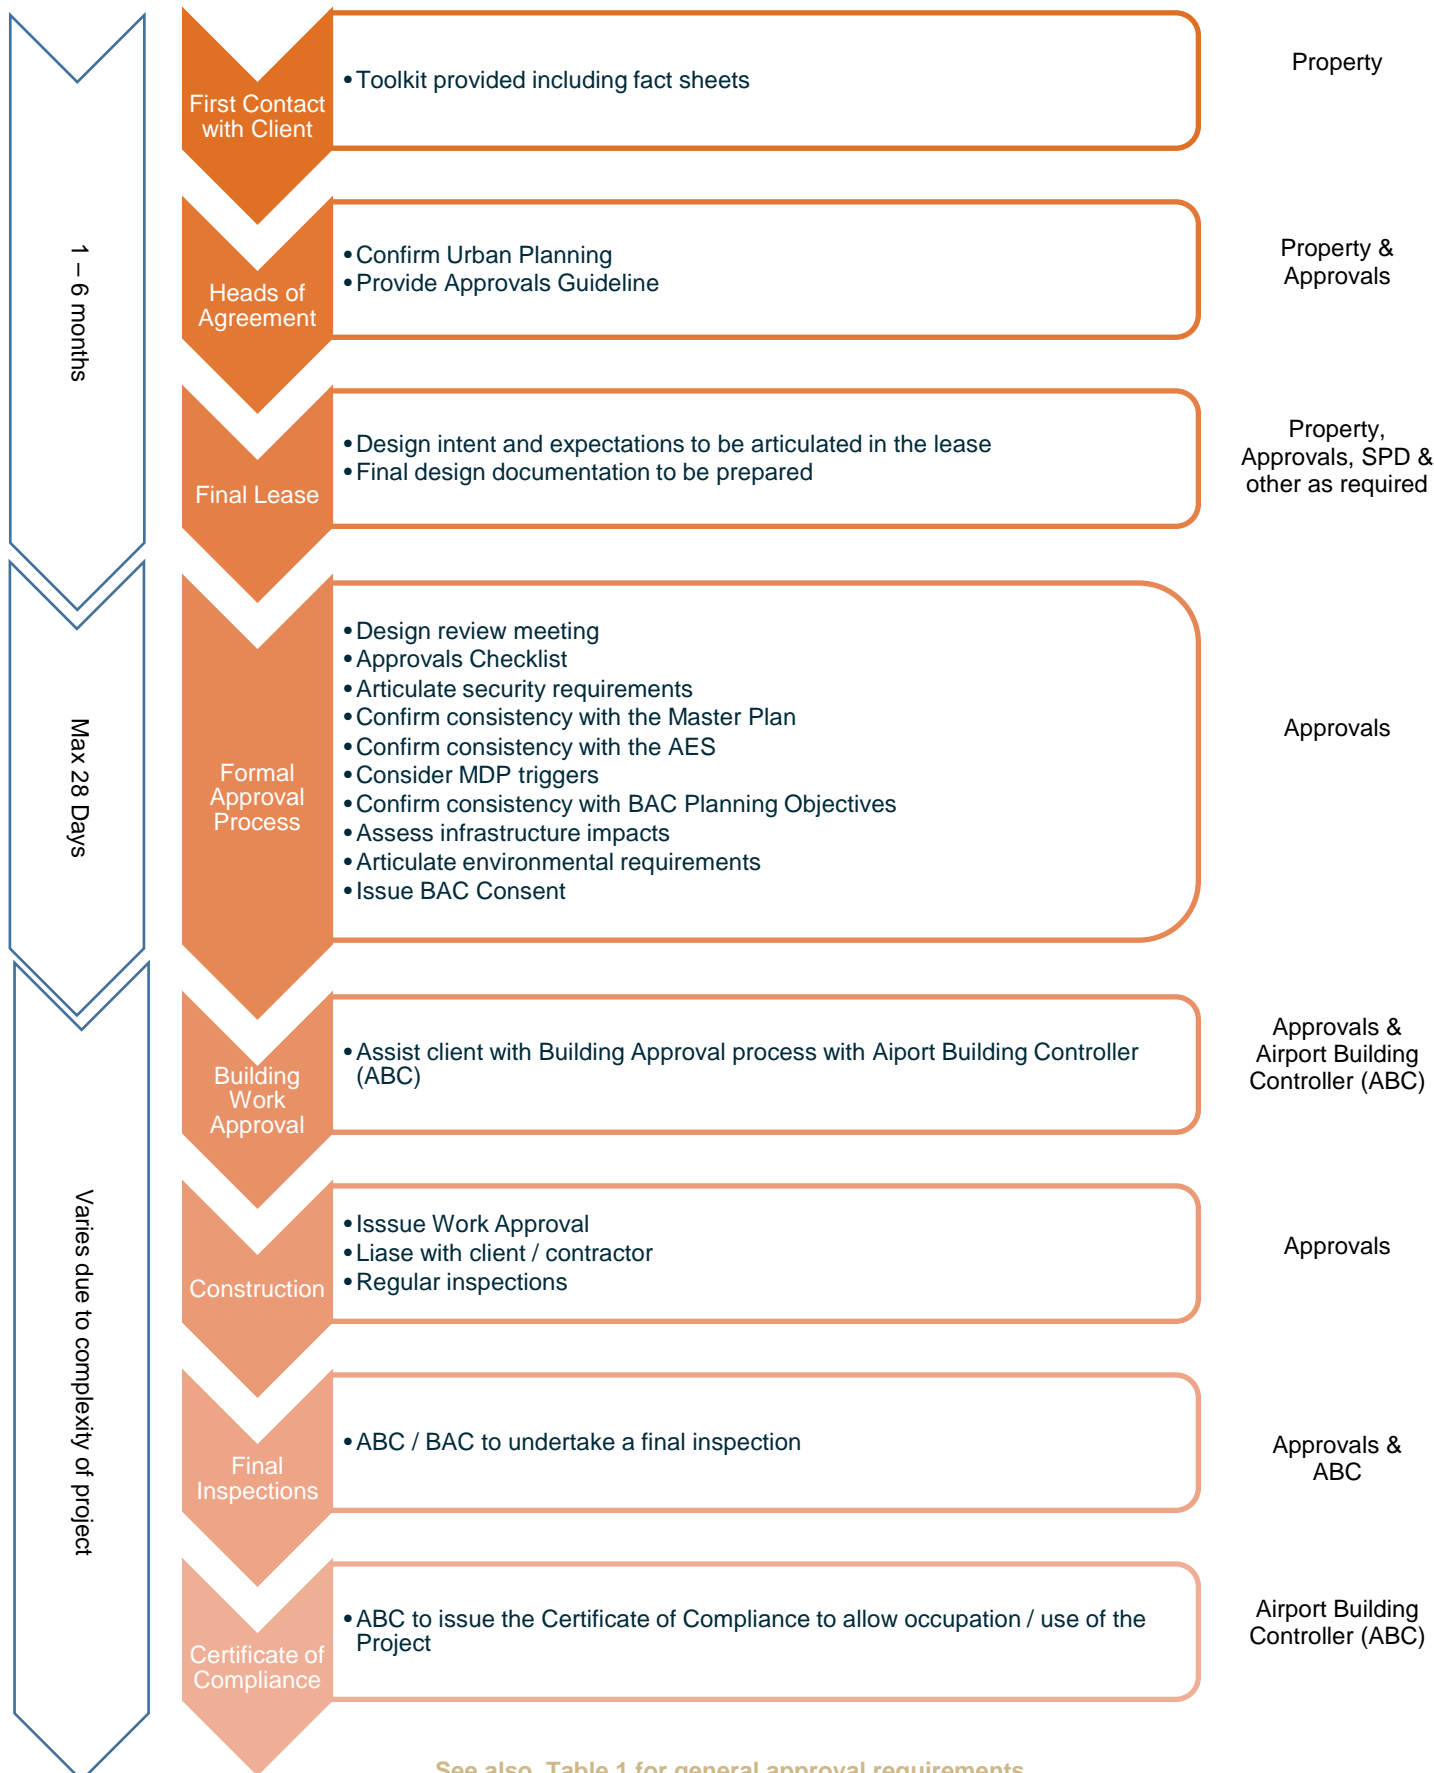 First Contact
with Client
• Toolkit provided including fact sheets
Property
1 – 6 months
Heads of
Agreement
• Confirm Urban Planning
• Provide Approvals Guideline
Property &
Approvals
Final Lease
• Design intent and expectations to be articulated in the lease
• Final design documentation to be prepared
Property,
Approvals, SPD &
other as required
Max 28 Days
Formal
Approval
Process
• Design review meeting
• Approvals Checklist
• Articulate security requirements
• Confirm consistency with the Master Plan
• Confirm consistency with the AES
• Consider MDP triggers
• Confirm consistency with BAC Planning Objectives
• Assess infrastructure impacts
• Articulate environmental requirements
• Issue BAC Consent
Approvals
Varies due to complexity of project
Building
Work
Approval
• Assist client with Building Approval process with Aiport Building Controller
(ABC)
Approvals &
Airport Building
Controller (ABC)
Construction
• Isssue Work Approval
• Liase with client / contractor
• Regular inspections
Approvals
Final
Inspections
• ABC / BAC to undertake a final inspection
Approvals &
ABC
Certificate of
Compliance
• ABC to issue the Certificate of Compliance to allow occupation / use of the
Project
Airport Building
Controller (ABC)
See also Table 1 for general approval requirements